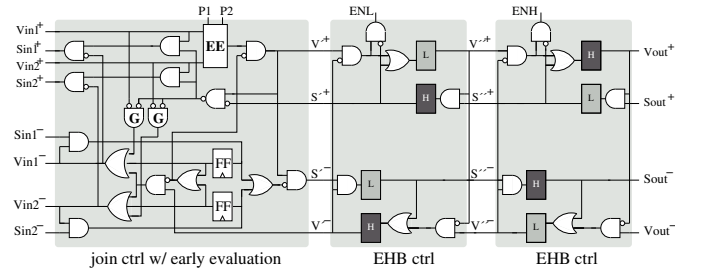 P1 P2 ENL ENH
Vin1+
Sin1+
Vin2+
Sin2+
EE
V´+ L V´´+ H Vout+
S´+ H S´´+ L Sout+
G G
Sin1−
Vin1−
FF
S´´− L S´´− H Sout−
Vin2−
FF
Sin2−
V´− H V´´− L Vout−
join ctrl w/ early evaluation EHB ctrl EHB ctrl